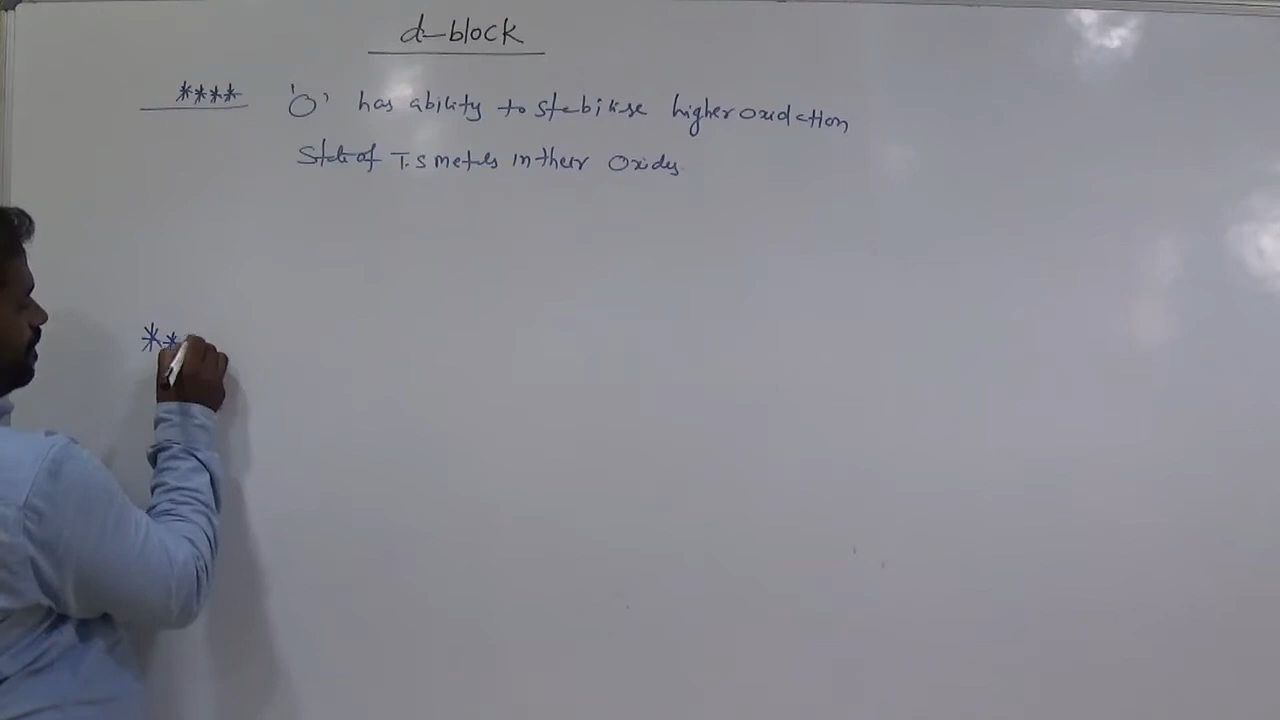 d-block
**** 'O' has ability to stabilise higher oxidation
State of T.S metals in their Oxides
**